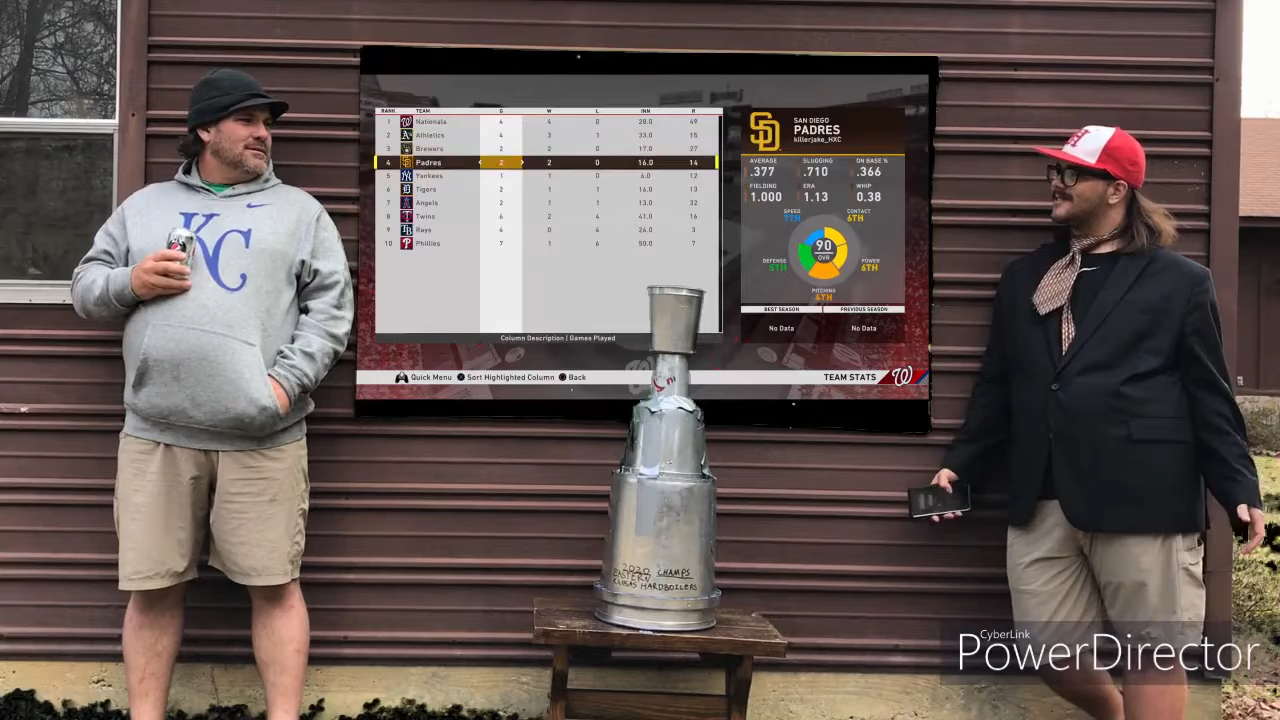 RANK TEAM G W L INN R
1 Nationals 4 4 0 28.0 49
2 Athletics 4 3 1 33.0 15
3 Brewers 2 2 0 17.0 27
4 Padres 2 2 0 16.0 14
5 Yankees 1 1 0 6.0 12
6 Tigers 2 1 1 16.0 13
7 Angels 2 1 1 13.0 32
8 Twins 6 2 4 41.0 16
9 Rays 4 0 4 26.0 3
10 Phillies 7 1 6 50.0 7
Column Description | Games Played
Quick Menu Sort Highlighted Column Back
TEAM STATS W
SD
SAN DIEGO
PADRES
killerjake_HXC
AVERAGE SLUGGING ON BASE %
.377 .710 .366
FIELDING ERA WHIP
1.000 1.13 0.38
SPEED
7TH
CONTACT
6TH
90
OVR
DEFENSE
5TH
POWER
6TH
PITCHING
4TH
BEST SEASON PREVIOUS SEASON
No Data No Data
KC
H
2020 CHAMPS
EASTERN
KANSAS HARDBOILERS
CyberLink
PowerDirector